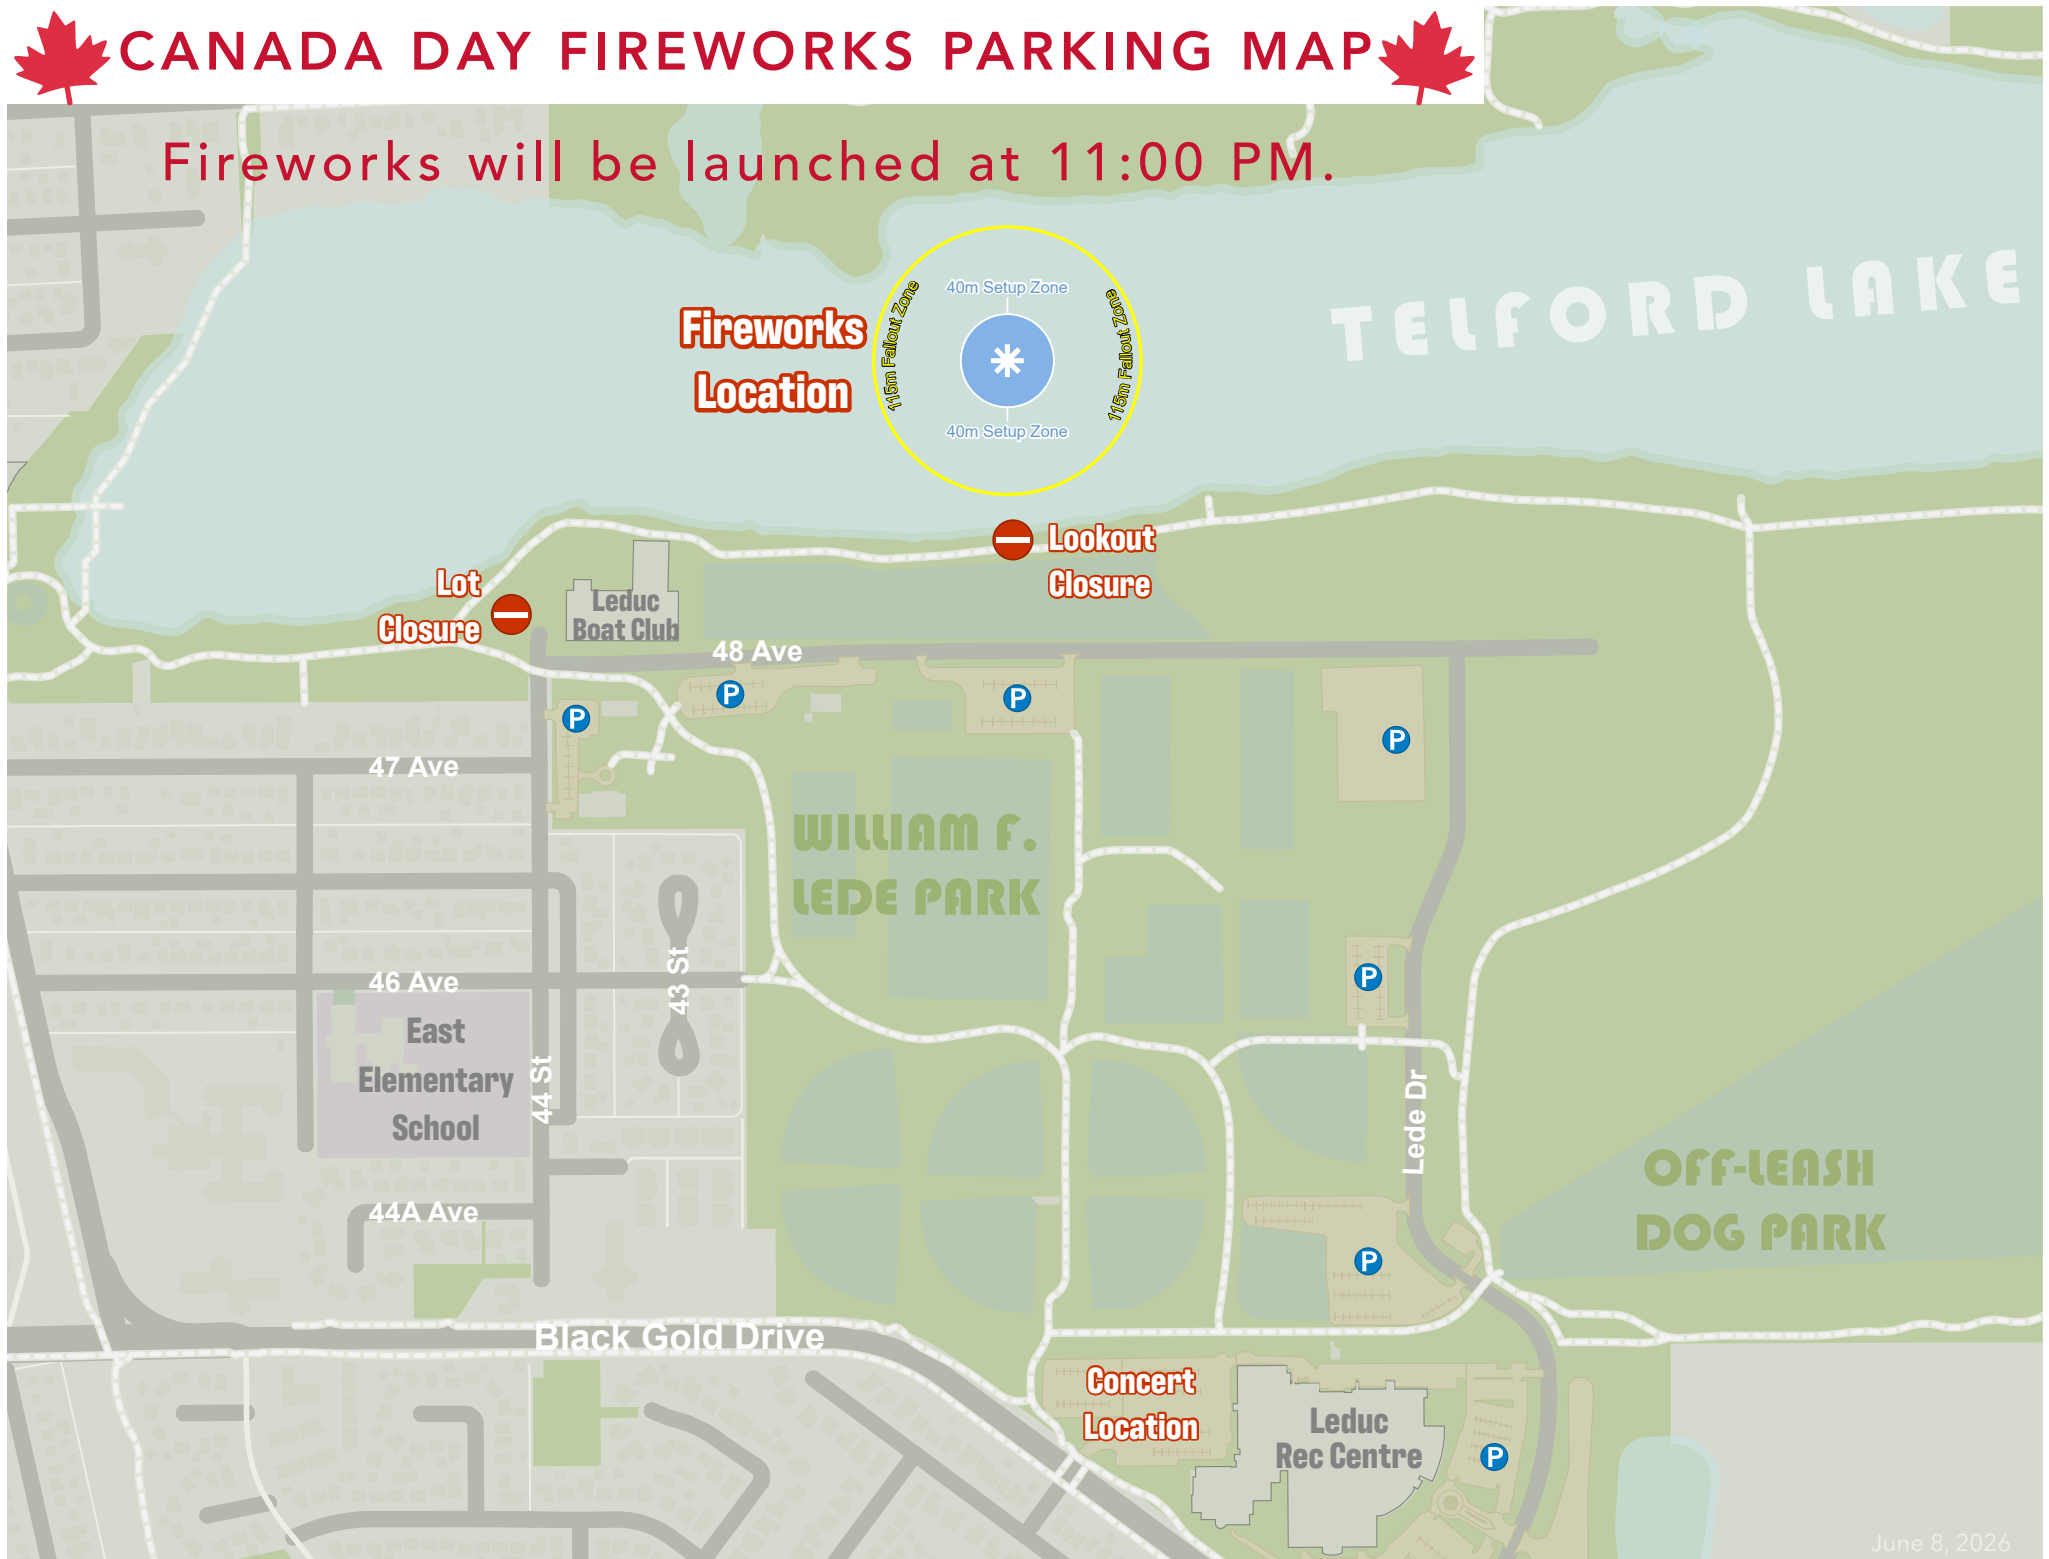 CANADA DAY FIREWORKS PARKING MAP
Fireworks will be launched at 11:00 PM.
TELFORD LAKE
40m Setup Zone
115m Fallout Zone
115m Fallout Zone
Fireworks
Location
40m Setup Zone
Lookout
Closure
Lot
Closure
Leduc
Boat Club
48 Ave
P
P
P
P
47 Ave
WILLIAM F.
LEDE PARK
46 Ave
43 St
P
East
Elementary
School
44 St
Lede Dr
OFF-LEASH
DOG PARK
44A Ave
P
Black Gold Drive
Concert
Location
Leduc
Rec Centre
P
June 8, 2026